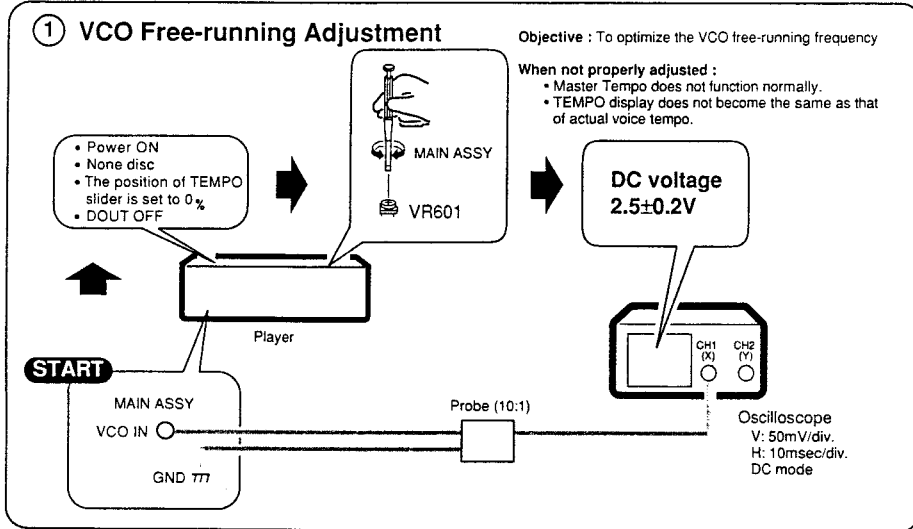 ① VCO Free-running Adjustment
Objective : To optimize the VCO free-running frequency
When not properly adjusted :
• Master Tempo does not function normally.
• TEMPO display does not become the same as that
of actual voice tempo.
• Power ON
• None disc
• The position of TEMPO
slider is set to 0%
• DOUT OFF
MAIN ASSY
VR601
DC voltage
2.5±0.2V
Player
START
MAIN ASSY
VCO IN
GND
Probe (10:1)
CH1
(X)
CH2
(Y)
Oscilloscope
V: 50mV/div.
H: 10msec/div.
DC mode